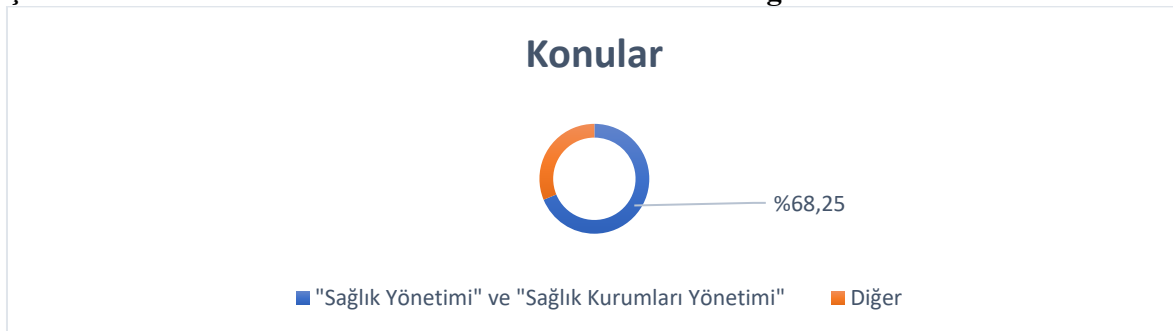 Konular
%68,25
"Sağlık Yönetimi" ve "Sağlık Kurumları Yönetimi" Diğer